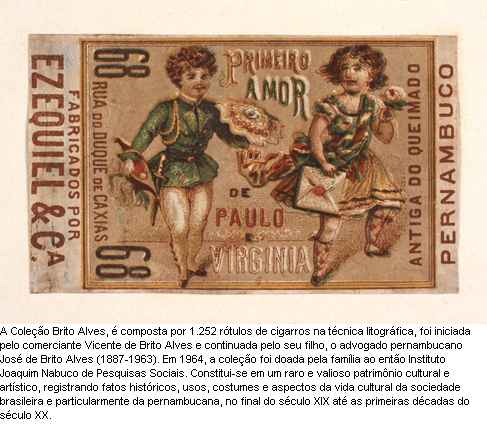 EZEQUIEL & Cª
FABRICADOS POR
RUA DO DUQUE DE CAXIAS
68
68
PRIMEIRO
AMOR
DE
PAULO
E
VIRGINIA
ANTIGA DO QUEIMADO
PERNAMBUCO
A Coleção Brito Alves, é composta por 1.252 rótulos de cigarros na técnica litográfica, foi iniciada
pelo comerciante Vicente de Brito Alves e continuada pelo seu filho, o advogado pernambucano
José de Brito Alves (1887-1963). Em 1964, a coleção foi doada pela família ao então Instituto
Joaquim Nabuco de Pesquisas Sociais. Constitui-se em um raro e valioso patrimônio cultural e
artístico, registrando fatos históricos, usos, costumes e aspectos da vida cultural da sociedade
brasileira e particularmente da pernambucana, no final do século XIX até as primeiras décadas do
século XX.